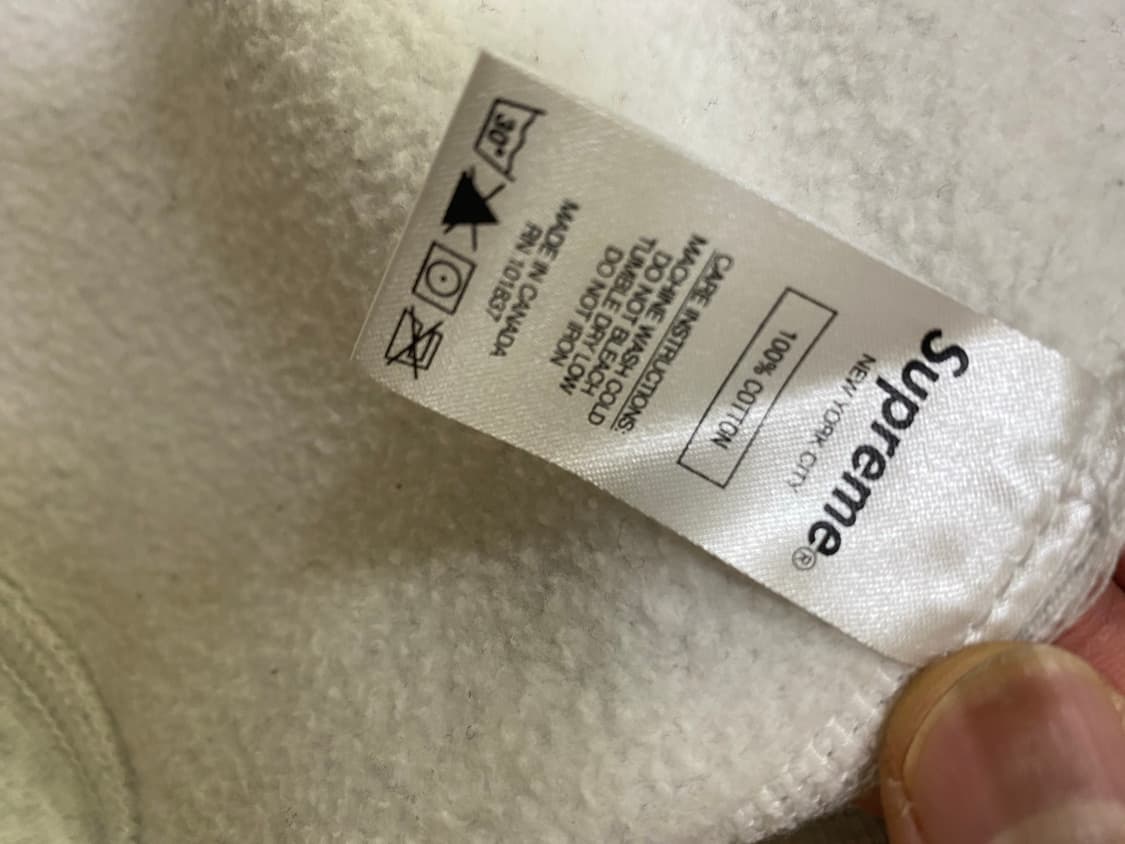 Supreme®
NEW YORK CITY
100% COTTON
CARE INSTRUCTIONS:
MACHINE WASH COLD
DO NOT BLEACH
TUMBLE DRY LOW
DO NOT IRON
MADE IN CANADA
RN 101837
30°